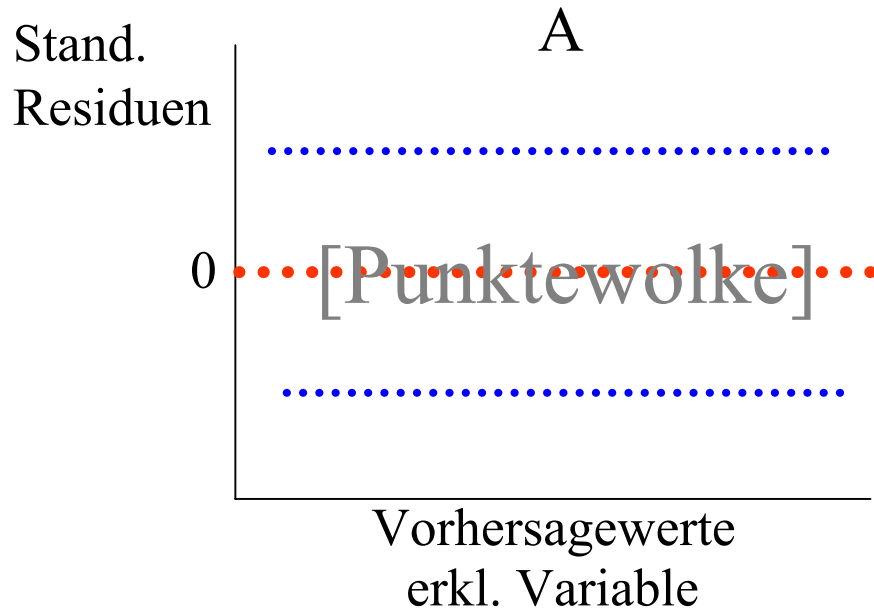 A
Stand.
Residuen
[Punktewolke]
0
Vorhersagewerte
erkl. Variable